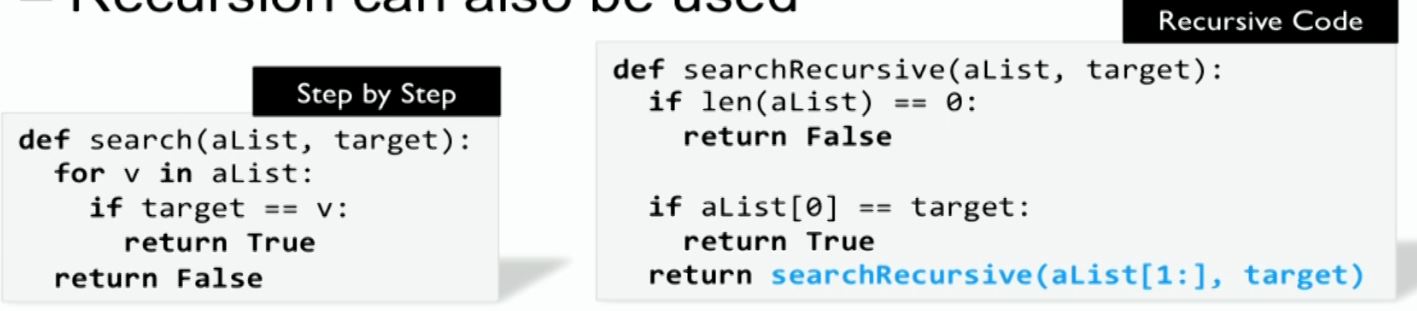 – Recursion can also be used
Step by Step
def search(aList, target):
for v in aList:
if target == v:
return True
return False
Recursive Code
def searchRecursive(aList, target):
if len(aList) == 0:
return False
if aList[0] == target:
return True
return searchRecursive(aList[1:], target)